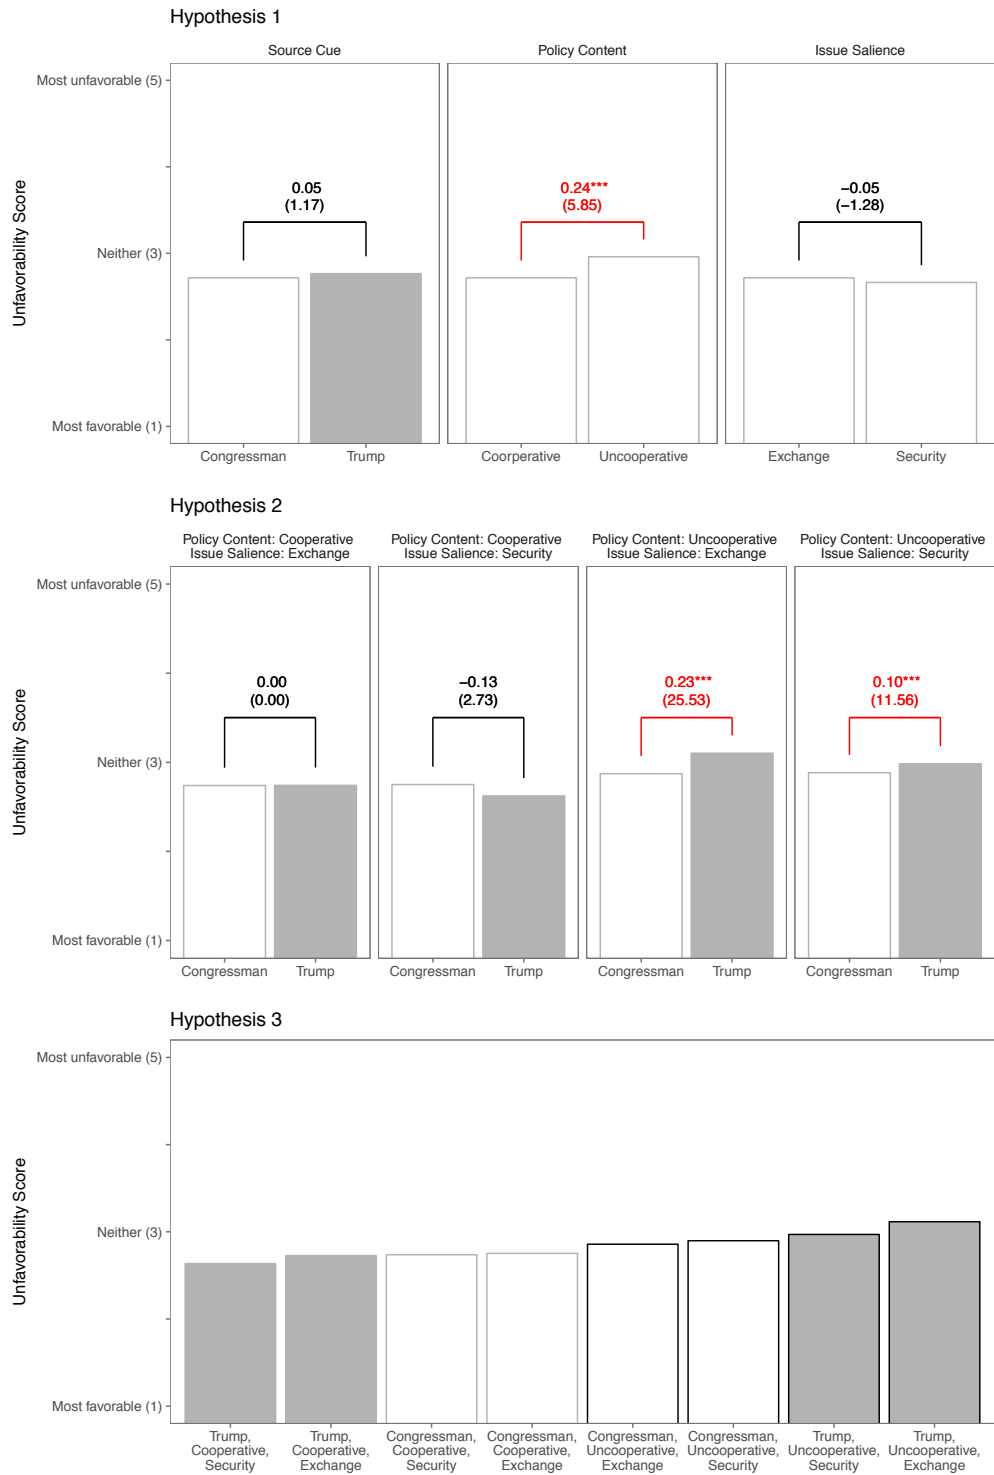 Hypothesis 1
Source Cue
Policy Content
Issue Salience
Unfavorability Score
Most unfavorable (5)
Neither (3)
Most favorable (1)
0.05
(1.17)
0.24***
(5.85)
−0.05
(−1.28)
Congressman
Trump
Coorperative
Uncooperative
Exchange
Security
Hypothesis 2
Policy Content: Cooperative
Issue Salience: Exchange
Policy Content: Cooperative
Issue Salience: Security
Policy Content: Uncooperative
Issue Salience: Exchange
Policy Content: Uncooperative
Issue Salience: Security
Unfavorability Score
Most unfavorable (5)
Neither (3)
Most favorable (1)
0.00
(0.00)
−0.13
(2.73)
0.23***
(25.53)
0.10***
(11.56)
Congressman
Trump
Congressman
Trump
Congressman
Trump
Congressman
Trump
Hypothesis 3
Unfavorability Score
Most unfavorable (5)
Neither (3)
Most favorable (1)
Trump,
Cooperative,
Security
Trump,
Cooperative,
Exchange
Congressman,
Cooperative,
Security
Congressman,
Cooperative,
Exchange
Congressman,
Uncooperative,
Exchange
Congressman,
Uncooperative,
Security
Trump,
Uncooperative,
Security
Trump,
Uncooperative,
Exchange